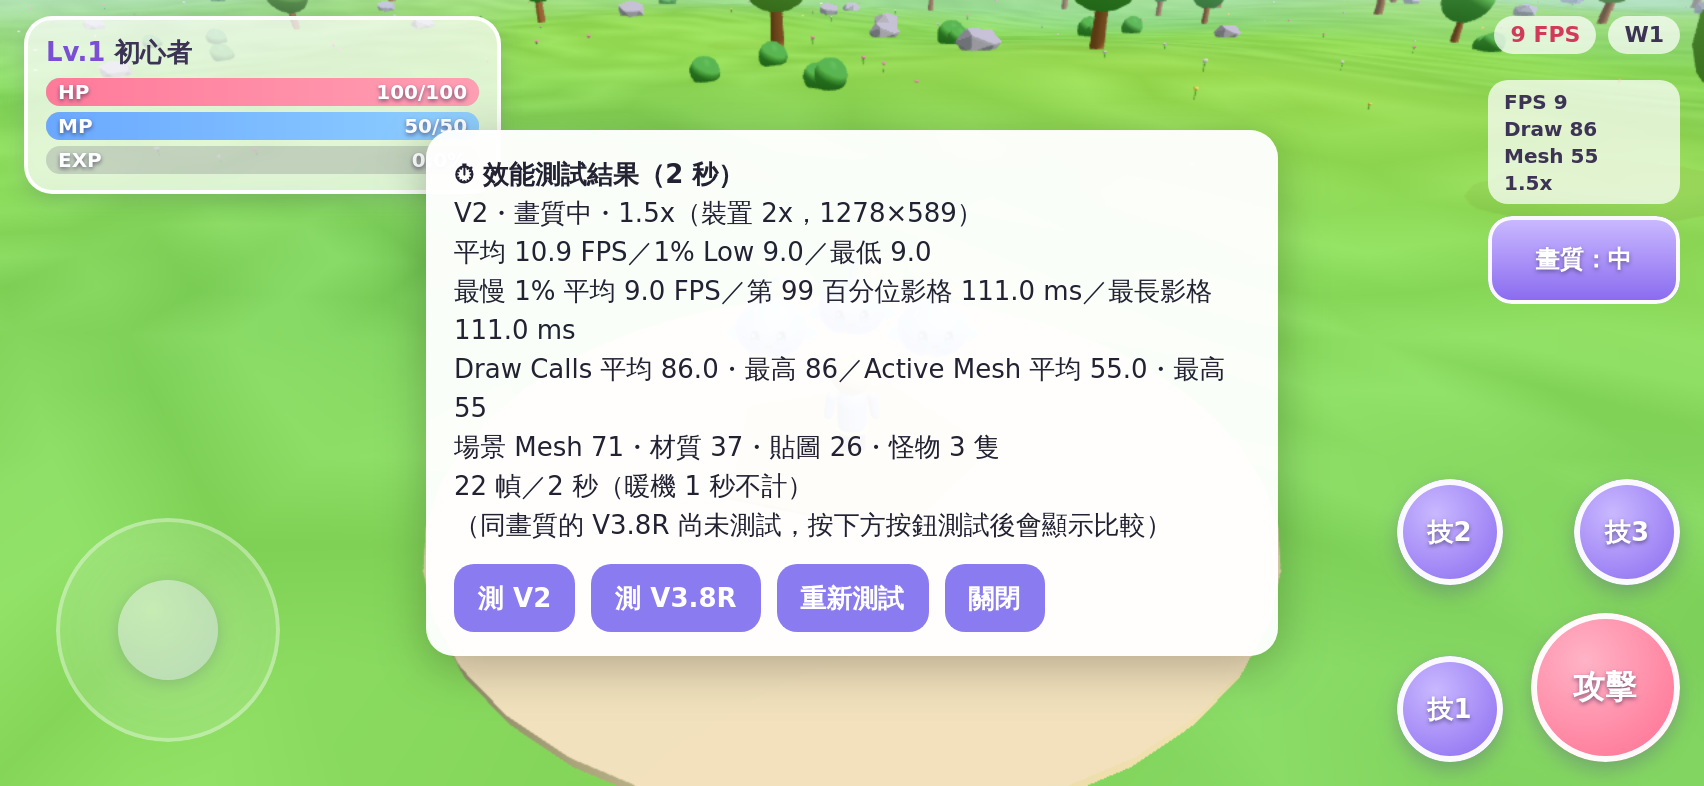 Lv.1 初心者
HP 100/100
MP 50/50
EXP 0
9 FPS
W1
FPS 9
Draw 86
Mesh 55
1.5x
畫質：中
⏱ 效能測試結果（2 秒）
V2・畫質中・1.5x（裝置 2x，1278×589）
平均 10.9 FPS／1% Low 9.0／最低 9.0
最慢 1% 平均 9.0 FPS／第 99 百分位影格 111.0 ms／最長影格
111.0 ms
Draw Calls 平均 86.0・最高 86／Active Mesh 平均 55.0・最高
55
場景 Mesh 71・材質 37・貼圖 26・怪物 3 隻
22 幀／2 秒（暖機 1 秒不計）
（同畫質的 V3.8R 尚未測試，按下方按鈕測試後會顯示比較）
測 V2
測 V3.8R
重新測試
關閉
技2
技3
技1
攻擊